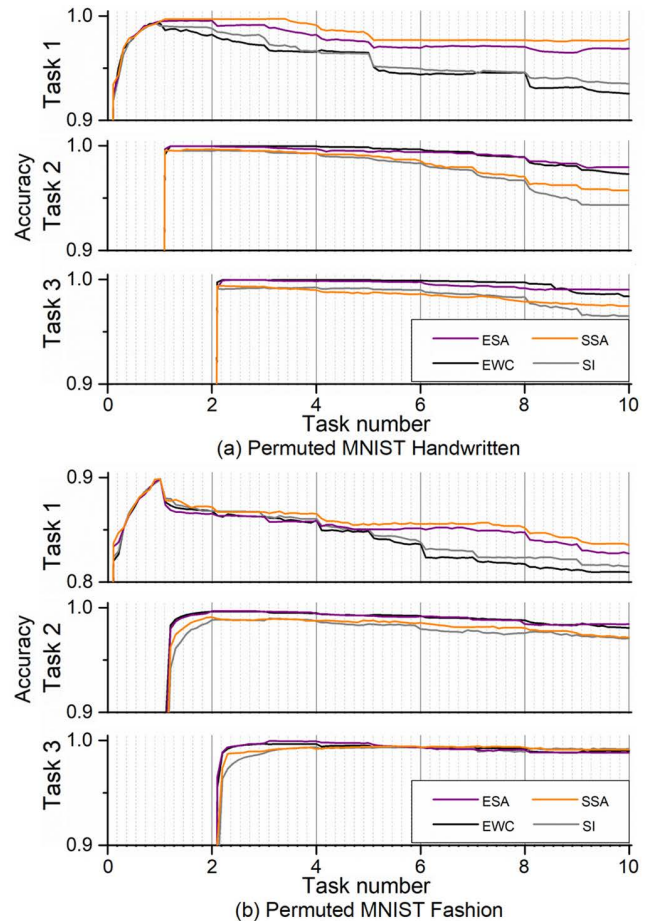 Accuracy
Task 1
1.0
0.9
Task 2
1.0
0.9
Task 3
1.0
0.9
ESA SSA
EWC SI
0 2 4 6 8 10
Task number
(a) Permuted MNIST Handwritten
Accuracy
Task 1
0.9
0.8
Task 2
1.0
0.9
Task 3
1.0
0.9
ESA SSA
EWC SI
0 2 4 6 8 10
Task number
(b) Permuted MNIST Fashion